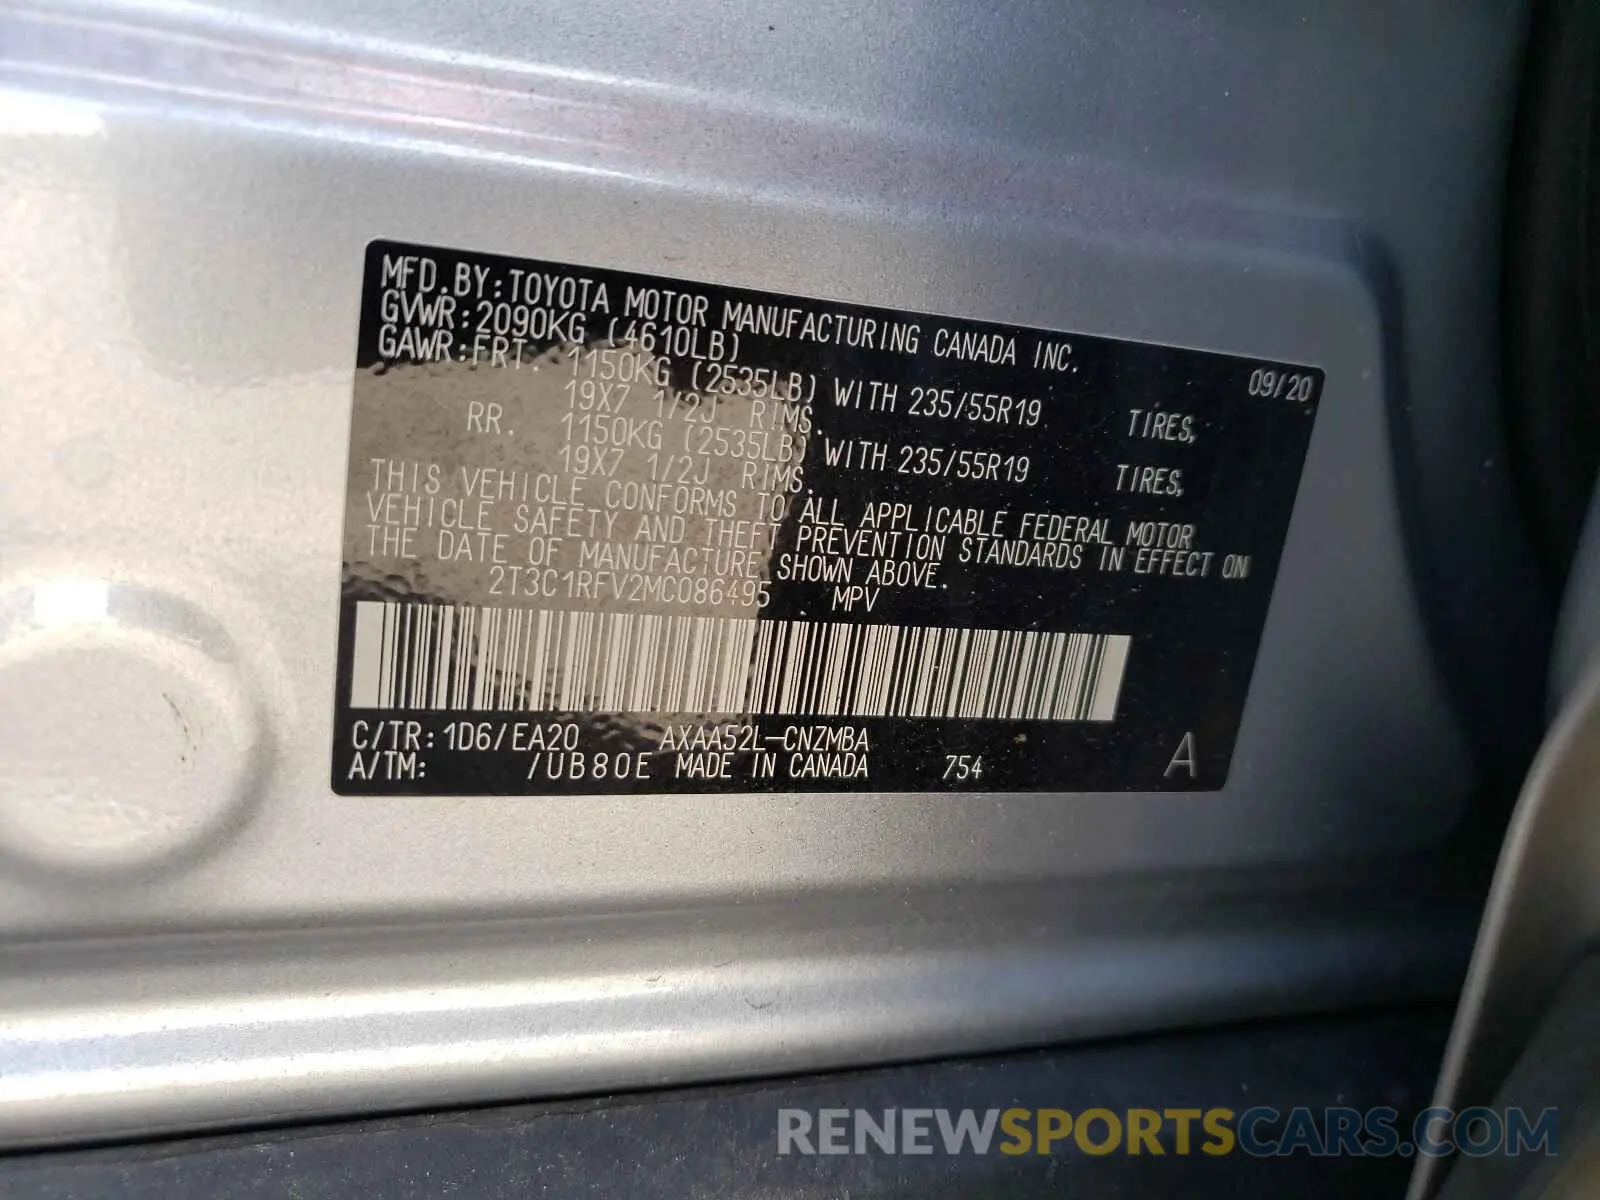 MFD.BY:TOYOTA MOTOR MANUFACTURING CANADA INC.
GVWR:2090KG (4610LB) 09/20
GAWR:FRT. 1150KG (2535LB) WITH 235/55R19 TIRES,
19X7 1/2J RIMS.
RR. 1150KG (2535LB) WITH 235/55R19 TIRES,
19X7 1/2J RIMS.
THIS VEHICLE CONFORMS TO ALL APPLICABLE FEDERAL MOTOR
VEHICLE SAFETY AND THEFT PREVENTION STANDARDS IN EFFECT ON
THE DATE OF MANUFACTURE SHOWN ABOVE.
2T3C1RFV2MC086495 MPV
C/TR:1D6/EA20 AXAA52L-CNZMBA
A/TM: /UB80E MADE IN CANADA 754 A
RENEWSPORTSCARS.COM